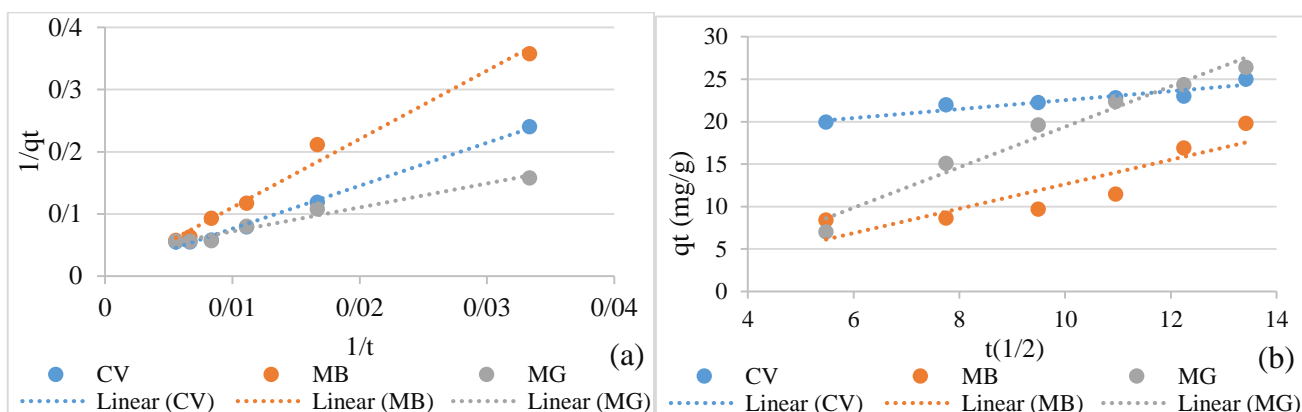 0/4
0/3
0/2
0/1
0
1/qt
0 0/01 0/02 0/03 0/04
1/t
(a)
CV MB MG
Linear (CV) Linear (MB) Linear (MG)
30
25
20
15
10
5
0
qt (mg/g)
4 6 8 10 12 14
t(1/2)
(b)
CV MB MG
Linear (CV) Linear (MB) Linear (MG)